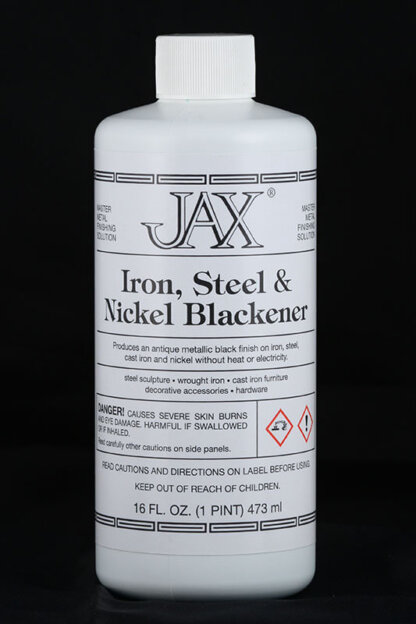 JAX®
MASTER
METAL
FINISHING
SOLUTION
MASTER
METAL
FINISHING
SOLUTION
Iron, Steel &
Nickel Blackener
Produces an antique metallic black finish on iron, steel,
cast iron and nickel without heat or electricity.
steel sculpture • wrought iron • cast iron furniture
decorative accessories • hardware
DANGER! CAUSES SEVERE SKIN BURNS
AND EYE DAMAGE. HARMFUL IF SWALLOWED
OR IF INHALED.
Read carefully other cautions on side panels.
READ CAUTIONS AND DIRECTIONS ON LABEL BEFORE USING.
KEEP OUT OF REACH OF CHILDREN.
16 FL. OZ. (1 PINT) 473 ml